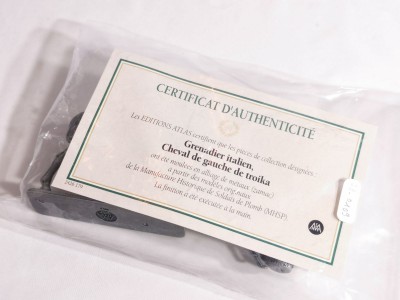 CERTIFICAT D'AUTHENTICITÉ
Les EDITIONS ATLAS certifient que les pièces de collection désignées
Grenadier italien,
Cheval de gauche de troïka
ont été moulées en alliage de métaux (zamac)
à partir des modèles originaux
de la Manufacture Historique de Soldats de Plomb (MHSP).
La finition a été exécutée à la main.